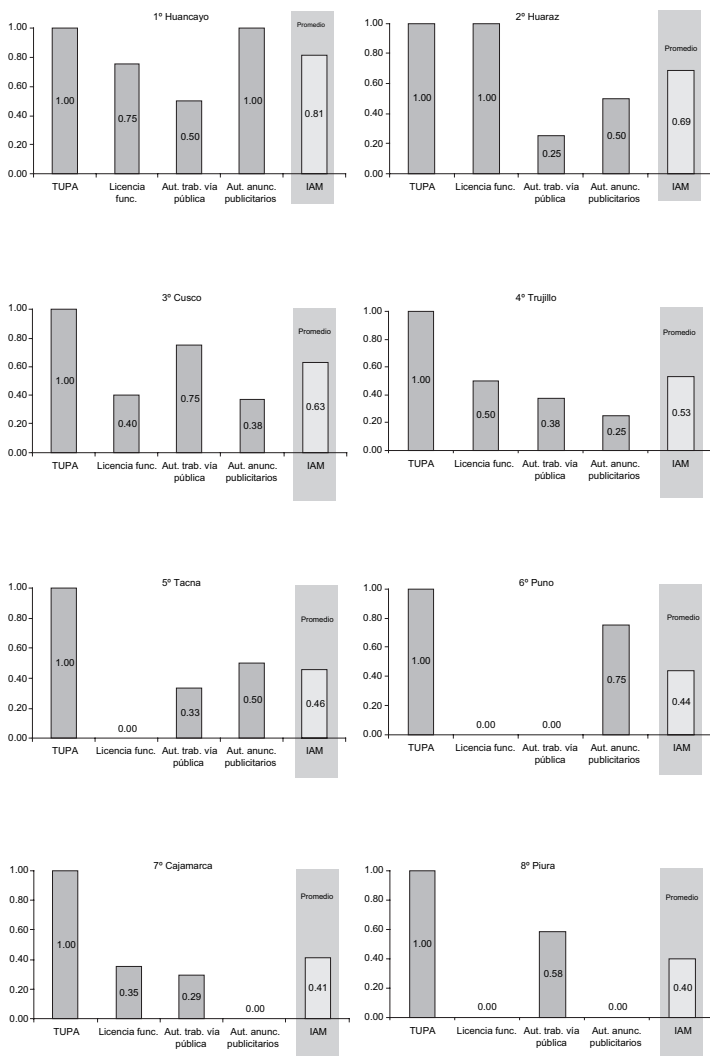 1º Huancayo
Promedio
1.00
0.80
0.60
0.40
0.20
0.00
1.00
0.75
0.50
1.00
0.81
TUPA
Licencia
func.
Aut. trab. vía
pública
Aut. anunc.
publicitarios
IAM
2º Huaraz
Promedio
1.00
0.80
0.60
0.40
0.20
0.00
1.00
1.00
0.25
0.50
0.69
TUPA
Licencia func.
Aut. trab. vía
pública
Aut. anunc.
publicitarios
IAM
3º Cusco
Promedio
1.00
0.80
0.60
0.40
0.20
0.00
1.00
0.40
0.75
0.38
0.63
TUPA
Licencia func.
Aut. trab. vía
pública
Aut. anunc.
publicitarios
IAM
4º Trujillo
Promedio
1.00
0.80
0.60
0.40
0.20
0.00
1.00
0.50
0.38
0.25
0.53
TUPA
Licencia func.
Aut. trab. vía
pública
Aut. anunc.
publicitarios
IAM
5º Tacna
Promedio
1.00
0.80
0.60
0.40
0.20
0.00
1.00
0.00
0.33
0.50
0.46
TUPA
Licencia func.
Aut. trab. vía
pública
Aut. anunc.
publicitarios
IAM
6º Puno
Promedio
1.00
0.80
0.60
0.40
0.20
0.00
1.00
0.00
0.00
0.75
0.44
TUPA
Licencia func.
Aut. trab. vía
pública
Aut. anunc.
publicitarios
IAM
7º Cajamarca
Promedio
1.00
0.80
0.60
0.40
0.20
0.00
1.00
0.35
0.29
0.00
0.41
TUPA
Licencia func.
Aut. trab. vía
pública
Aut. anunc.
publicitarios
IAM
8º Piura
Promedio
1.00
0.80
0.60
0.40
0.20
0.00
1.00
0.00
0.58
0.00
0.40
TUPA
Licencia func.
Aut. trab. vía
pública
Aut. anunc.
publicitarios
IAM